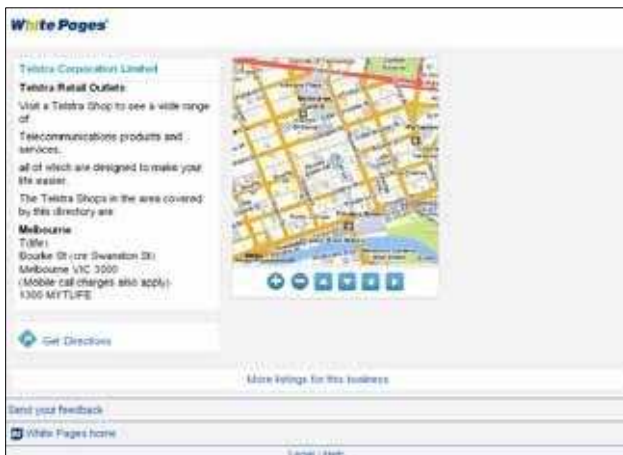 White Pages
Telstra Corporation Limited
Telstra Retail Outlets
Visit a Telstra Shop to see a wide range
of
Telecommunications products and
services,
all of which are designed to make your
life easier.
The Telstra Shops in the area covered
by this directory are
Melbourne
T(life)
Bourke St (cnr Swanston St)
Melbourne VIC 3000
(Mobile call charges also apply)
1300 MYTLIFE
Get Directions
More listings for this business
Send your feedback
White Pages home
Legal | Help